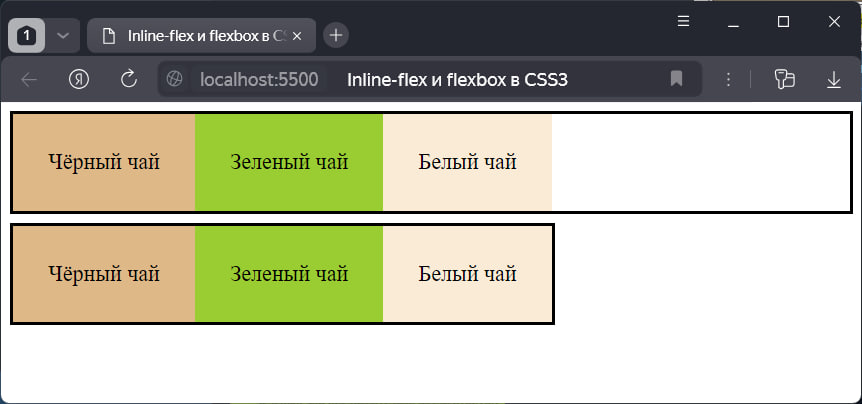 1
Inline-flex и flexbox в CS
Я
localhost:5500 Inline-flex и flexbox в CSS3
Чёрный чай Зеленый чай Белый чай
Чёрный чай Зеленый чай Белый чай